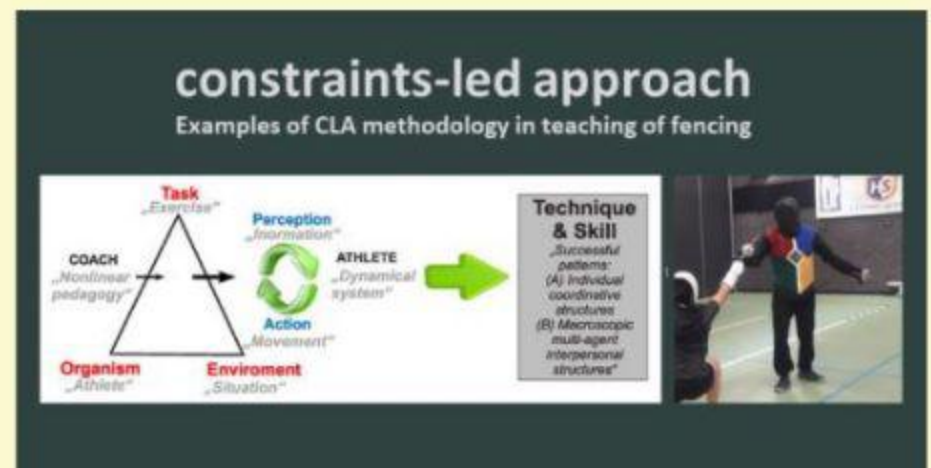 constraints-led approach
Examples of CLA methodology in teaching of fencing
Task
„Exercise“
Perception
„Inormation“
COACH
„Nonlinear
pedagogy“
ATHLETE
„Dynamical
system“
Action
„Movement“
Organism
„Athlete“
Enviroment
„Situation“
Technique
& Skill
„Successful
patterns:
(A) Individual
coordinative
structures
(B) Macroscopic
multi-agent
interpersonal
structures“